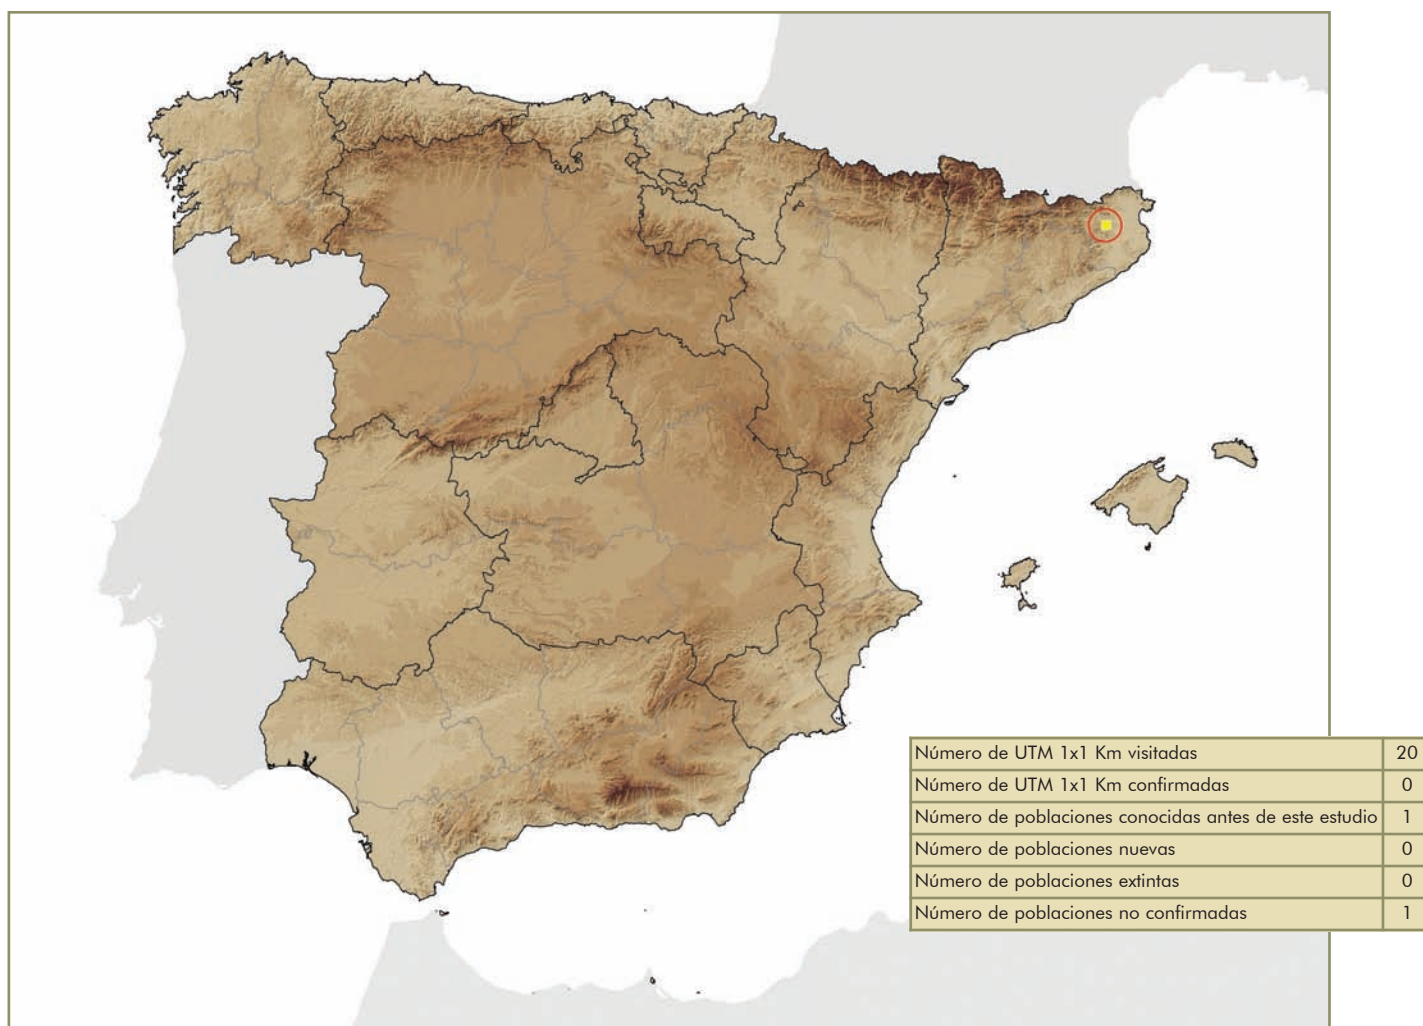 Número de UTM 1x1 Km visitadas 20
Número de UTM 1x1 Km confirmadas 0
Número de poblaciones conocidas antes de este estudio 1
Número de poblaciones nuevas 0
Número de poblaciones extintas 0
Número de poblaciones no confirmadas 1